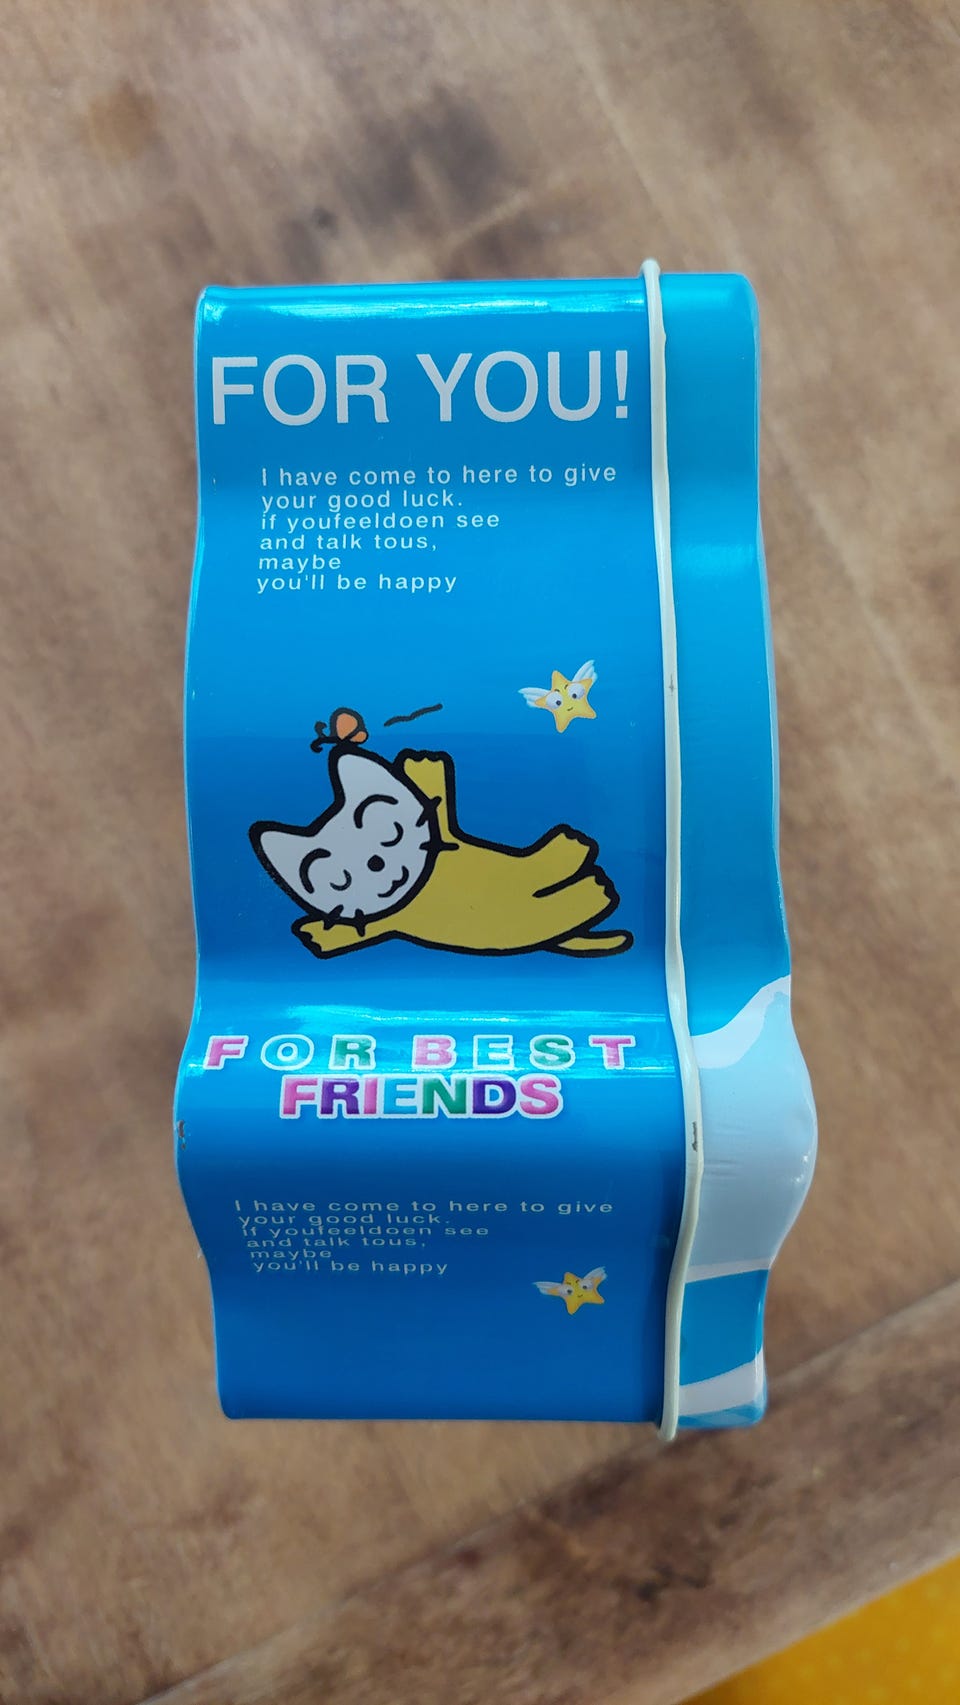 FOR YOU!
I have come to here to give
your good luck.
if youfeeldoen see
and talk tous,
maybe
you'll be happy
FOR BEST
FRIENDS
I have come to here to give
your good luck.
if youfeeldoen see
and talk tous,
maybe
you'll be happy